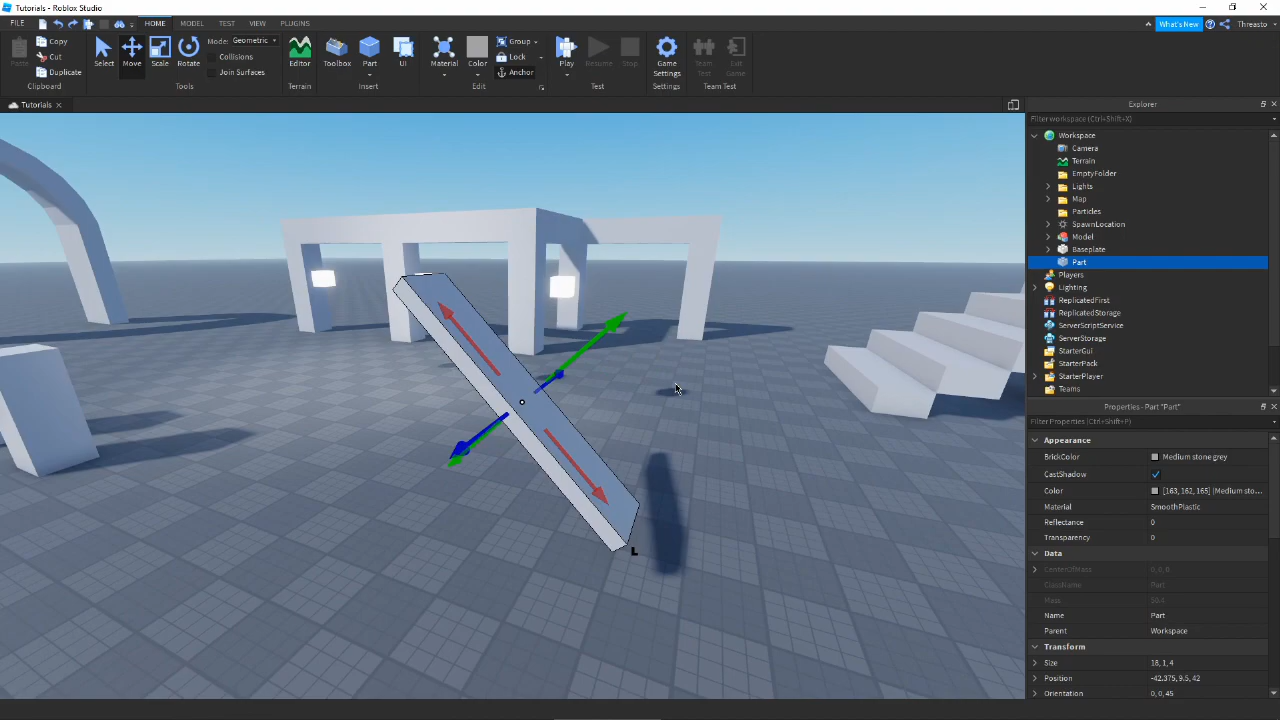 Tutorials - Roblox Studio
FILE HOME MODEL TEST VIEW PLUGINS What's New Threasto
Paste Copy Cut Duplicate Clipboard
Select Move Scale Rotate Mode: Geometric Collisions Join Surfaces Tools
Editor Terrain
Toolbox Part UI Insert
Material Color Group Lock Anchor Edit
Play Resume Stop Test
Game Settings Settings
Team Test Exit Game Team Test
Tutorials
Explorer
Filter workspace (Ctrl+Shift+X)
Workspace
Camera
Terrain
EmptyFolder
Lights
Map
Particles
SpawnLocation
Model
Baseplate
Part
Players
Lighting
ReplicatedFirst
ReplicatedStorage
ServerScriptService
ServerStorage
StarterGui
StarterPack
StarterPlayer
Teams
Properties - Part "Part"
Filter Properties (Ctrl+Shift+P)
Appearance
BrickColor Medium stone grey
CastShadow
Color [163, 162, 165] (Medium sto...
Material SmoothPlastic
Reflectance 0
Transparency 0
Data
CenterOfMass 0, 0, 0
ClassName Part
Mass
Name Part
Parent Workspace
Transform
Size 18, 1, 4
Position -42.375, 9.5, 42
Orientation 0, 0, 45
L